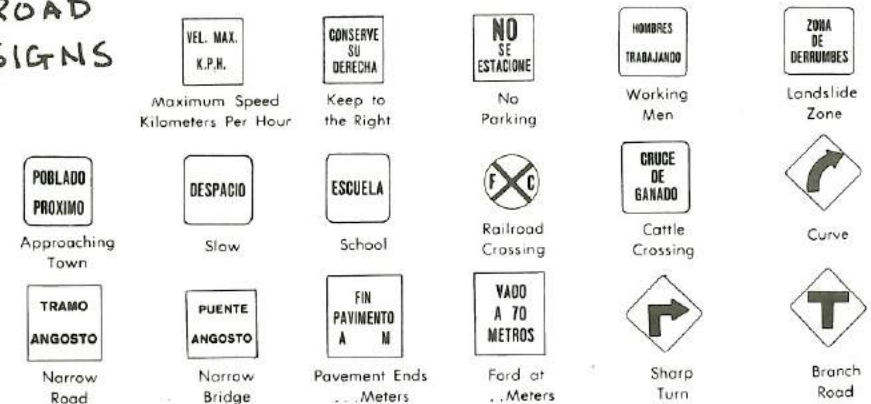 ROAD
SIGNS
VEL. MAX.
K.P.H.
Maximum Speed
Kilometers Per Hour
CONSERVE
SU
DERECHA
Keep to
the Right
NO
SE
ESTACIONE
No
Parking
HOMBRES
TRABAJANDO
Working
Men
ZONA
DE
DERRUMBES
Landslide
Zone
POBLADO
PROXIMO
Approaching
Town
DESPACIO
Slow
ESCUELA
School
F C
Railroad
Crossing
CRUCE
DE
GANADO
Cattle
Crossing
Curve
TRAMO
ANGOSTO
Narrow
Road
PUENTE
ANGOSTO
Narrow
Bridge
FIN
PAVIMENTO
A M
Pavement Ends
...Meters
VADO
A 70
METROS
Ford at
...Meters
Sharp
Turn
Branch
Road